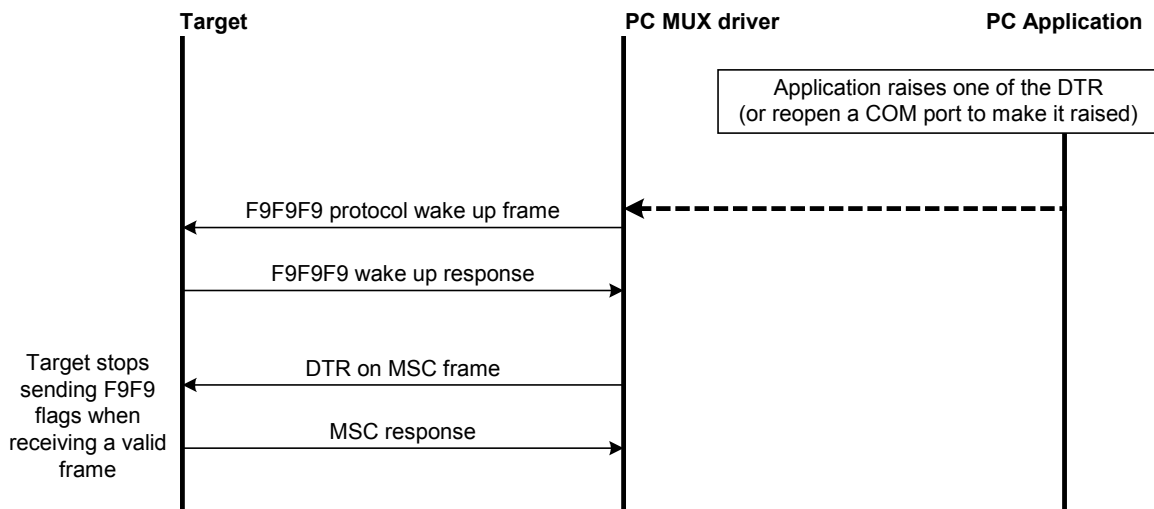 Target
PC MUX driver
PC Application
Application raises one of the DTR
(or reopen a COM port to make it raised)
F9F9F9 protocol wake up frame
F9F9F9 wake up response
Target stops
sending F9F9
flags when
receiving a valid
frame
DTR on MSC frame
MSC response